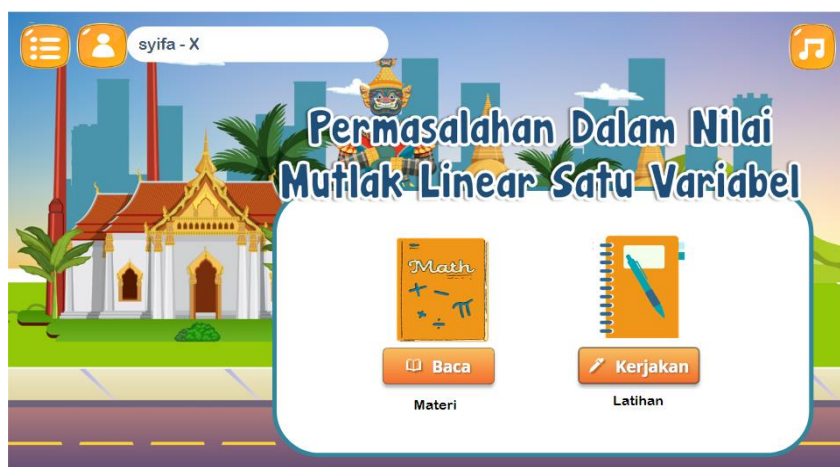 syifa - X
Permasalahan Dalam Nilai
Mutlak Linear Satu Variabel
Math
Baca
Kerjakan
Materi
Latihan